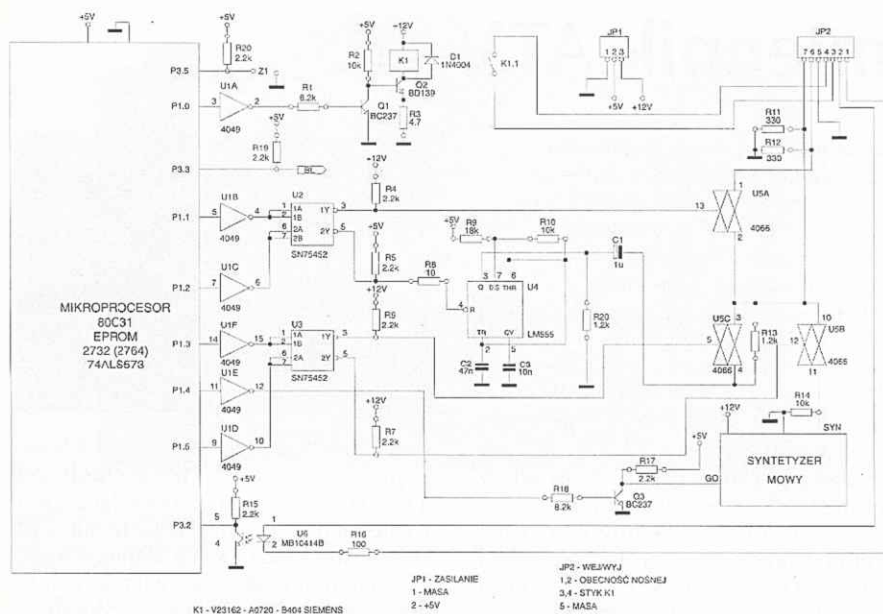 +5V
P3.5
R20
2.2k
Z1
U1A
3
2
4049
P1.0
R1
6.2k
+5V
R2
10k
Q1
BC237
-12V
K1
D1
1N4004
Q2
BD139
R3
4.7
K1.1
JP1
1 2 3
+5V
+12V
JP2
7 6 5 4 3 2 1
R11
330
R12
330
+5V
R19
2.2k
P3.3
P1.1
U1B
5
4
4049
U2
1 1A
2 1B
6 2A
7 2B
1Y 3
2Y 5
SN75452
-12V
R4
2.2k
13
U5A
1
2
4066
P1.2
U1C
7
6
4049
+5V
R5
2.2k
R8
10
+12V
R6
2.2k
+5V
R9
18k
R10
10k
C1
1u
3 7 6
Q DS THR
U4
4
R
TR CV
2 5
LM555
C2
47n
C3
10n
R20
1.2k
MIKROPROCESOR
80C31
EPROM
2732 (2764)
74ALS573
P1.3
U1F
14
15
4049
U3
1 1A
2 1B
6 2A
7
1Y 3
2Y 5
SN75452
P1.4
U1E
11
12
4049
P1.5
U1D
9
10
4049
+12V
R7
2.2k
U5C
3
5
4
4066
R13
1.2k
U5B
10
12
11
4066
R14
10k
+12V
SYN
GO
SYNTETYZER
MOWY
+5V
R17
2.2k
R18
8.2k
Q3
BC237
+5V
R15
2.2k
P3.2
5
4
1
2
U6
MB10414B
R16
100
K1 - V23162 - A0720 - B404 SIEMENS
JP1 - ZASILANIE
1 - MASA
2 - +5V
JP2 - WEJ/WYJ
1,2 - OBECNOŚĆ NOŚNEJ
3,4 - STYK K1
5 - MASA